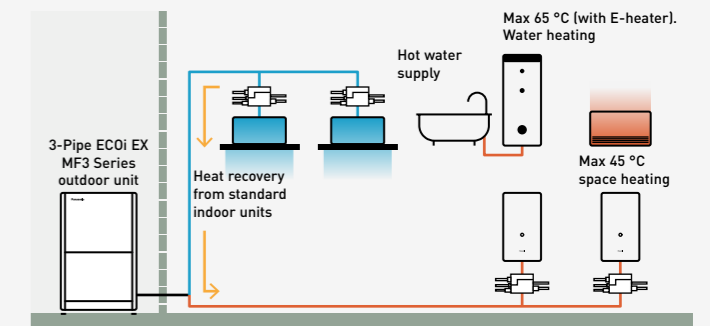 Max 65 °C (with E-heater).
Water heating
Hot water
supply
3-Pipe ECOi EX
MF3 Series
outdoor unit
Heat recovery
from standard
indoor units
Max 45 °C
space heating